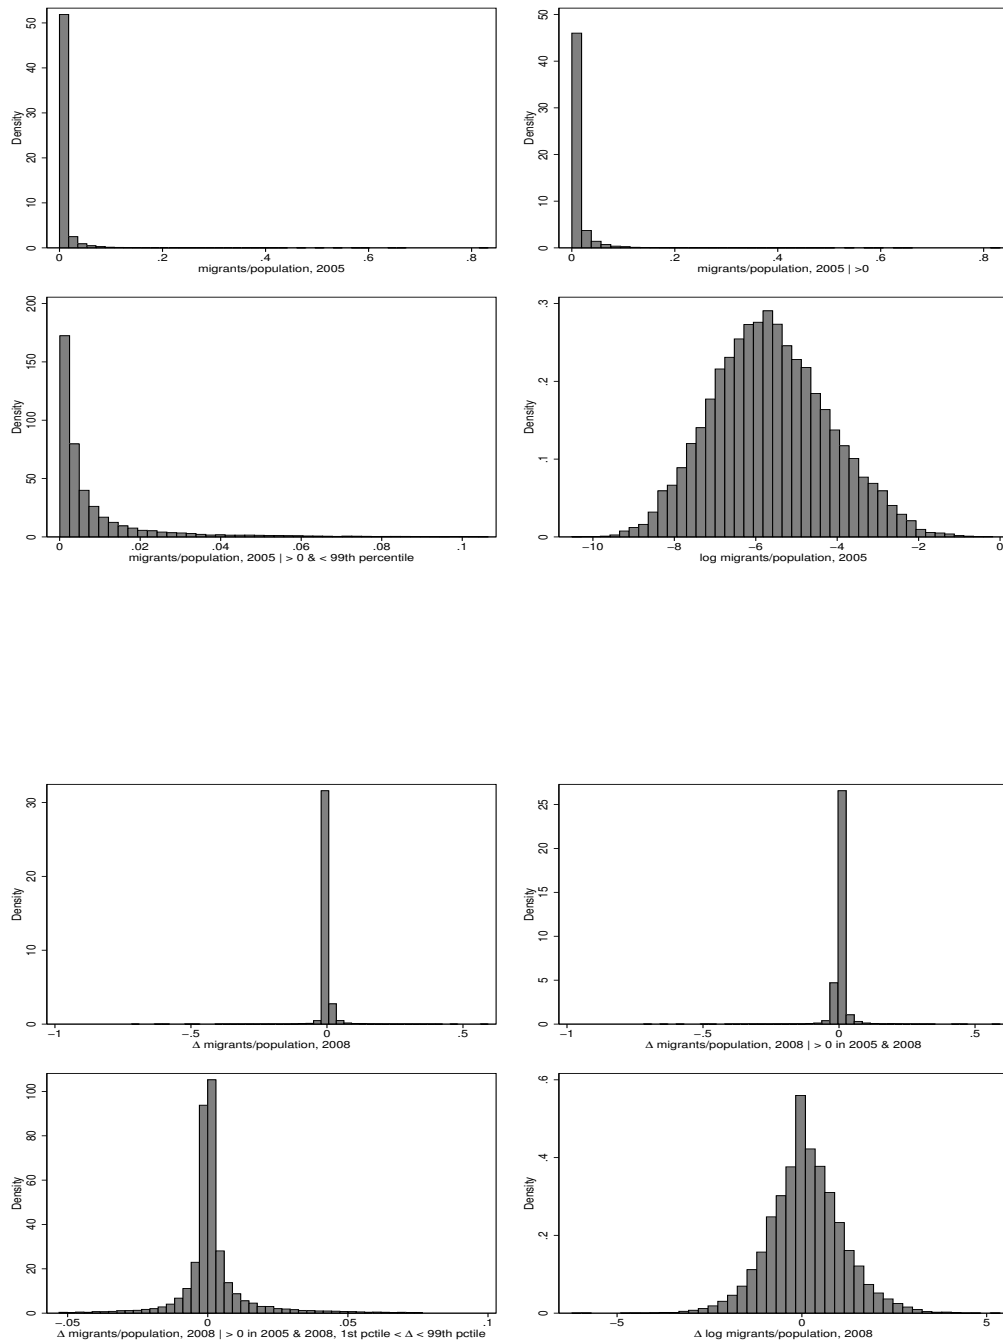 Density
0 10 20 30 40 50
0 .2 .4 .6 .8
migrants/population, 2005
Density
0 10 20 30 40 50
0 .2 .4 .6 .8
migrants/population, 2005 | >0
Density
0 50 100 150 200
0 .02 .04 .06 .08 .1
migrants/population, 2005 | > 0 & < 99th percentile
Density
0 .1 .2 .3
−10 −8 −6 −4 −2 0
log migrants/population, 2005
Density
0 10 20 30
−1 −.5 0 .5
Δ migrants/population, 2008
Density
0 5 15 25
−1 −.5 0 .5
Δ migrants/population, 2008 | > 0 in 2005 & 2008
Density
0 20 40 60 80 100
−.05 0 .05 .1
Δ migrants/population, 2008 | > 0 in 2005 & 2008, 1st pctile < Δ < 99th pctile
Density
0 .2 .4 .6
−5 0 5
Δ log migrants/population, 2008